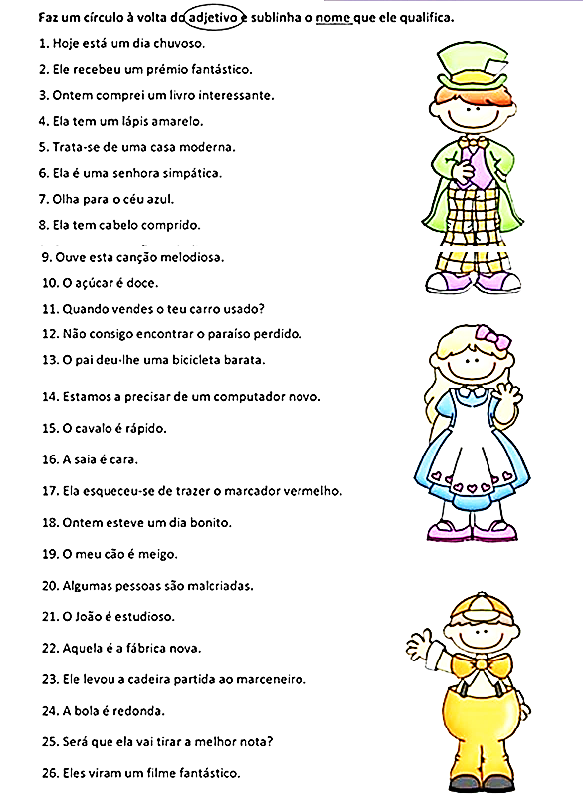 Faz um círculo à volta do adjetivo e sublinha o nome que ele qualifica.
1. Hoje está um dia chuvoso.
2. Ele recebeu um prémio fantástico.
3. Ontem comprei um livro interessante.
4. Ela tem um lápis amarelo.
5. Trata-se de uma casa moderna.
6. Ela é uma senhora simpática.
7. Olha para o céu azul.
8. Ela tem cabelo comprido.
9. Ouve esta canção melodiosa.
10. O açúcar é doce.
11. Quando vendes o teu carro usado?
12. Não consigo encontrar o paraíso perdido.
13. O pai deu-lhe uma bicicleta barata.
14. Estamos a precisar de um computador novo.
15. O cavalo é rápido.
16. A saia é cara.
17. Ela esqueceu-se de trazer o marcador vermelho.
18. Ontem esteve um dia bonito.
19. O meu cão é meigo.
20. Algumas pessoas são malcriadas.
21. O João é estudioso.
22. Aquela é a fábrica nova.
23. Ele levou a cadeira partida ao marceneiro.
24. A bola é redonda.
25. Será que ela vai tirar a melhor nota?
26. Eles viram um filme fantástico.